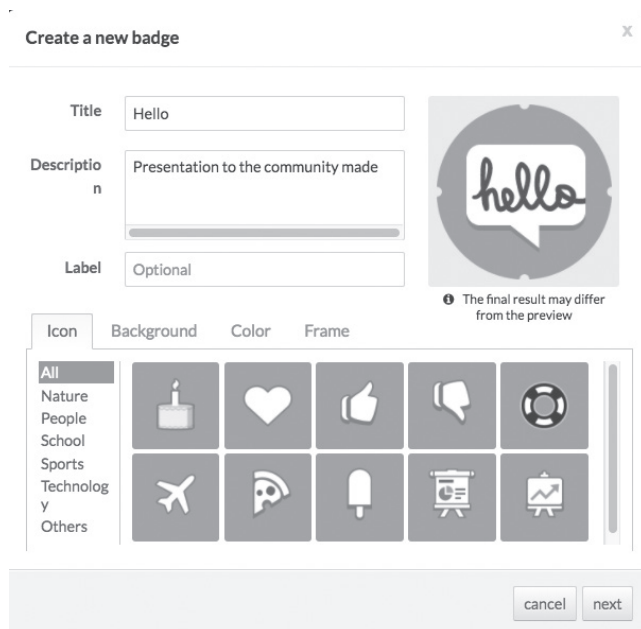 Create a new badge
x
Title
Hello
Descriptio
n
Presentation to the community made
Label
Optional
hello
The final result may differ
from the preview
Icon Background Color Frame
All
Nature
People
School
Sports
Technolog
y
Others
cancel next